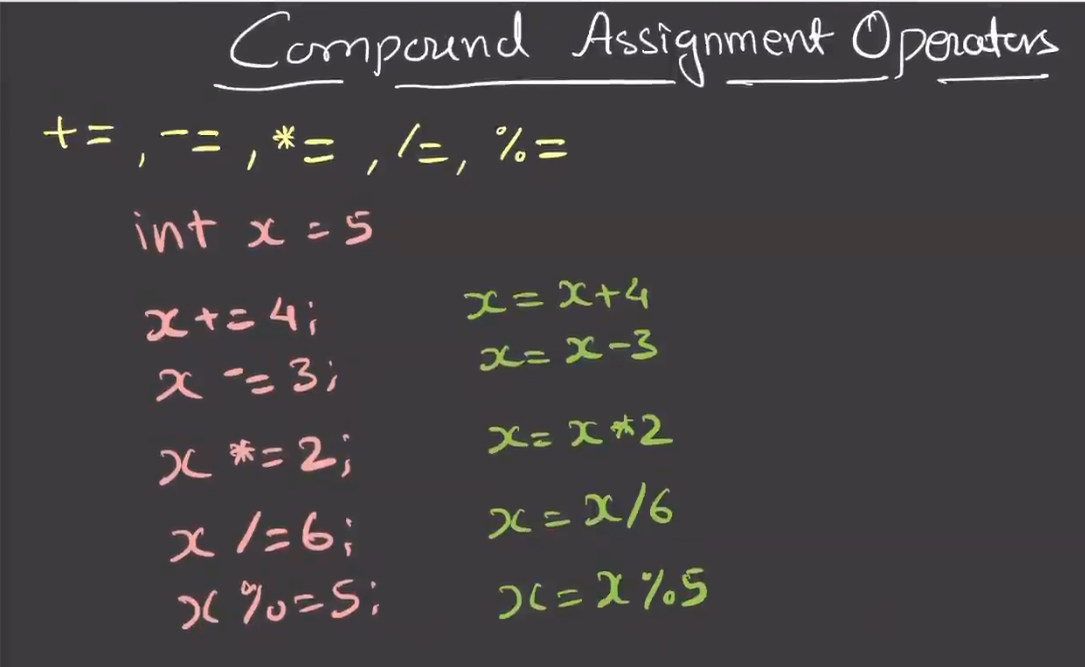 Compound Assignment Operators
+= , -= , *= , /= , %=
int x = 5
x += 4; x = x+4
x -= 3; x = x-3
x *= 2; x = x*2
x /= 6; x = x/6
x %= 5; x = x%5